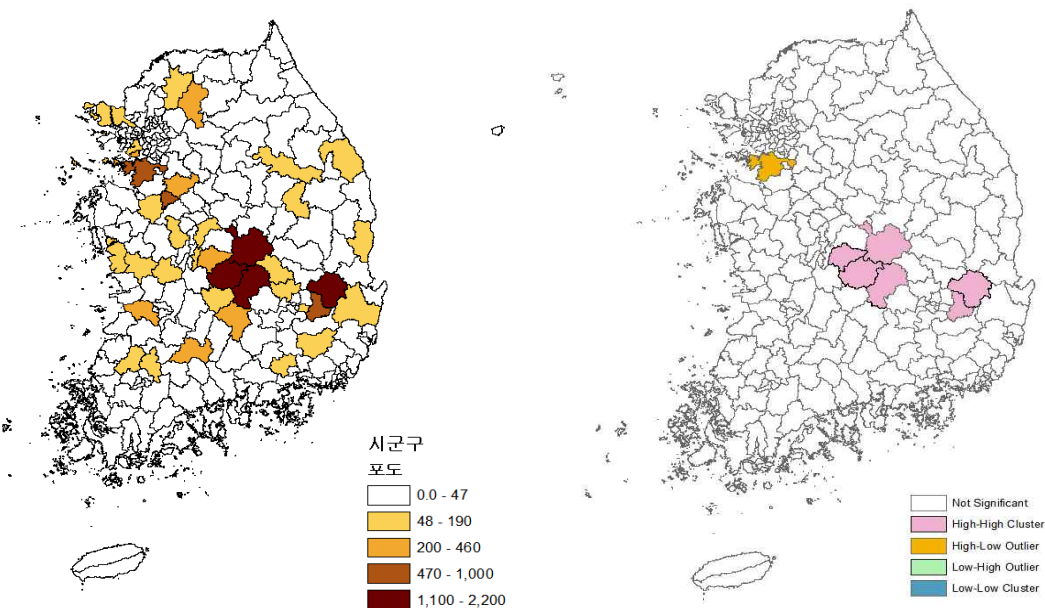 시군구
포도
0.0 - 47
48 - 190
200 - 460
470 - 1,000
1,100 - 2,200
Not Significant
High-High Cluster
High-Low Outlier
Low-High Outlier
Low-Low Cluster